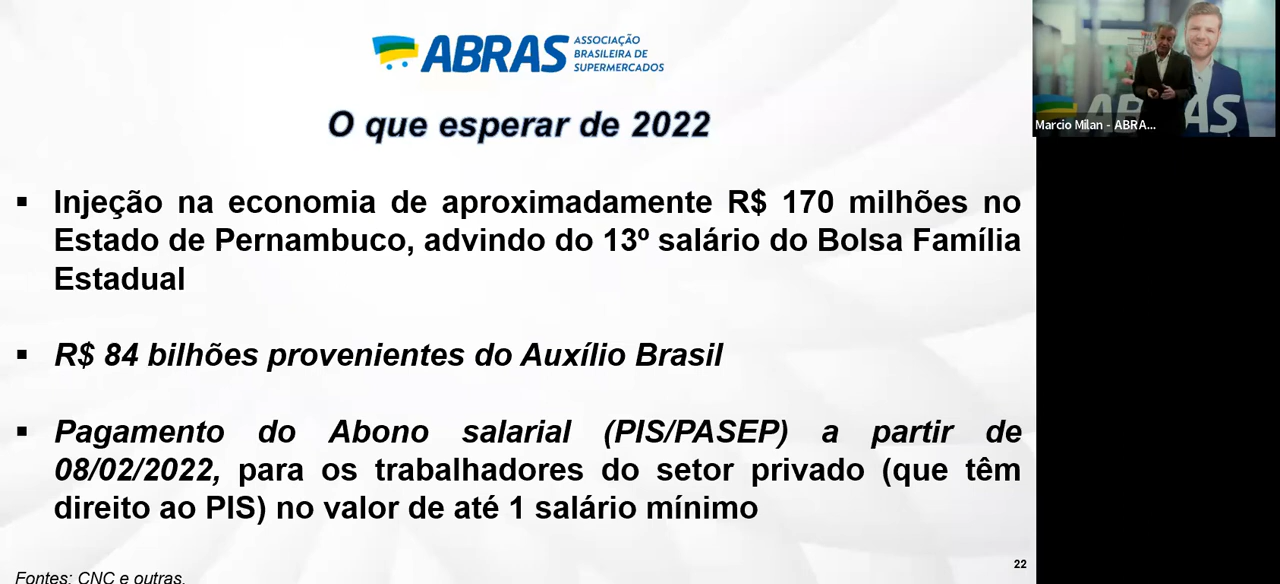 ABRAS
ASSOCIAÇÃO
BRASILEIRA DE
SUPERMERCADOS
O que esperar de 2022
▪ Injeção na economia de aproximadamente R$ 170 milhões no
Estado de Pernambuco, advindo do 13º salário do Bolsa Família
Estadual
▪ R$ 84 bilhões provenientes do Auxílio Brasil
▪ Pagamento do Abono salarial (PIS/PASEP) a partir de
08/02/2022, para os trabalhadores do setor privado (que têm
direito ao PIS) no valor de até 1 salário mínimo
22
Fontes: CNC e outras.
ABRAS
Marcio Milan - ABRA...